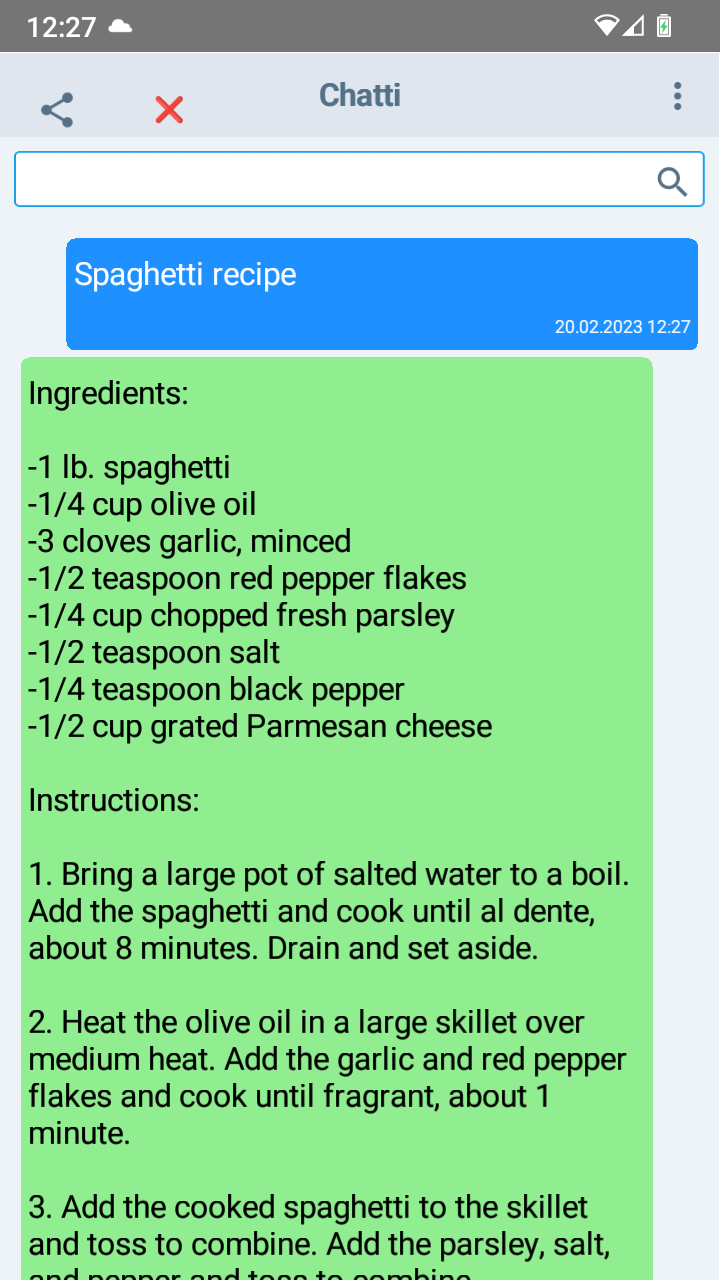 12:27
Chatti
Spaghetti recipe
20.02.2023 12:27
Ingredients:
-1 lb. spaghetti
-1/4 cup olive oil
-3 cloves garlic, minced
-1/2 teaspoon red pepper flakes
-1/4 cup chopped fresh parsley
-1/2 teaspoon salt
-1/4 teaspoon black pepper
-1/2 cup grated Parmesan cheese
Instructions:
1. Bring a large pot of salted water to a boil.
Add the spaghetti and cook until al dente,
about 8 minutes. Drain and set aside.
2. Heat the olive oil in a large skillet over
medium heat. Add the garlic and red pepper
flakes and cook until fragrant, about 1
minute.
3. Add the cooked spaghetti to the skillet
and toss to combine. Add the parsley, salt,
and pepper and toss to combine.